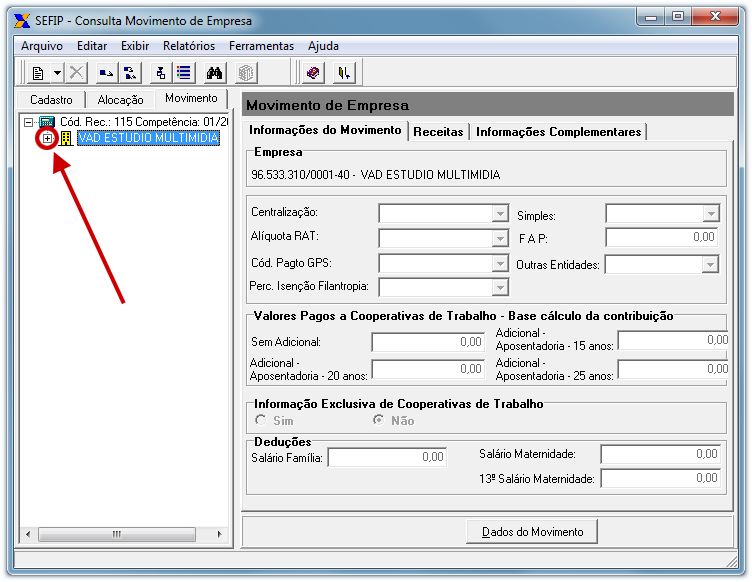 SEFIP - Consulta Movimento de Empresa
Arquivo Editar Exibir Relatórios Ferramentas Ajuda
Cadastro Alocação Movimento
Cód. Rec.: 115 Competência: 01/20
VAD ESTUDIO MULTIMIDIA
Movimento de Empresa
Informações do Movimento Receitas Informações Complementares
Empresa
96.533.310/0001-40 - VAD ESTUDIO MULTIMIDIA
Centralização: Simples:
Alíquota RAT: F A P: 0,00
Cód. Pagto GPS: Outras Entidades:
Perc. Isenção Filantropia:
Valores Pagos a Cooperativas de Trabalho - Base cálculo da contribuição
Sem Adicional: 0,00
Adicional -
Aposentadoria - 15 anos: 0,00
Adicional -
Aposentadoria - 20 anos: 0,00
Adicional -
Aposentadoria - 25 anos: 0,00
Informação Exclusiva de Cooperativas de Trabalho
Sim Não
Deduções
Salário Família: 0,00
Salário Maternidade: 0,00
13º Salário Maternidade: 0,00
Dados do Movimento